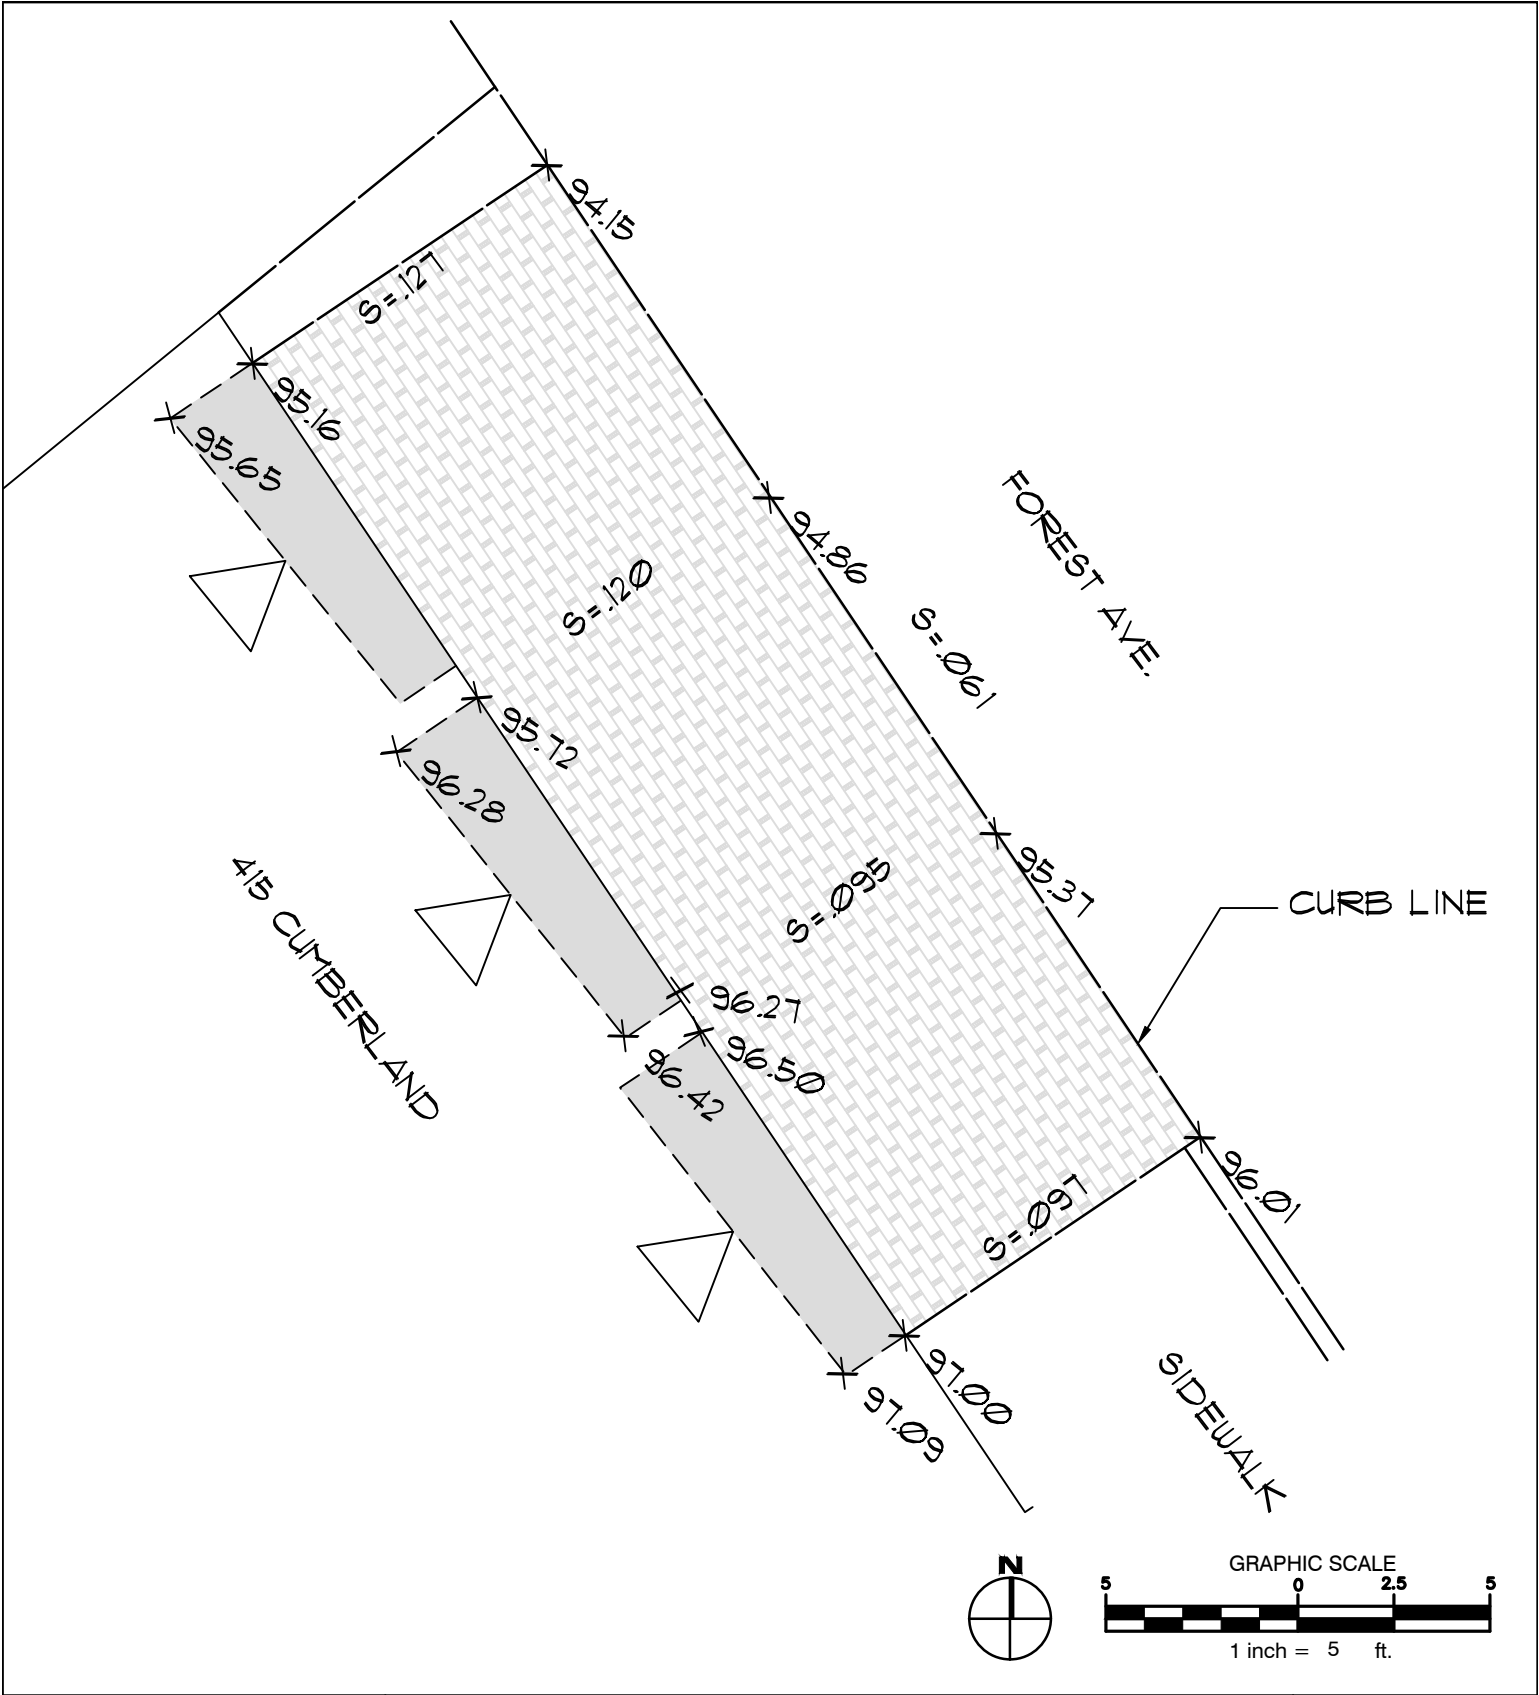 94.15
S=.127
95.16
95.65
94.86
S=.120
FOREST AVE.
S=.061
95.72
96.28
95.37
S=.095
415 CUMBERLAND
CURB LINE
96.27
96.50
96.42
96.01
S=.097
97.00
97.09
SIDEWALK
N
GRAPHIC SCALE
5 0 2.5 5
1 inch = 5 ft.